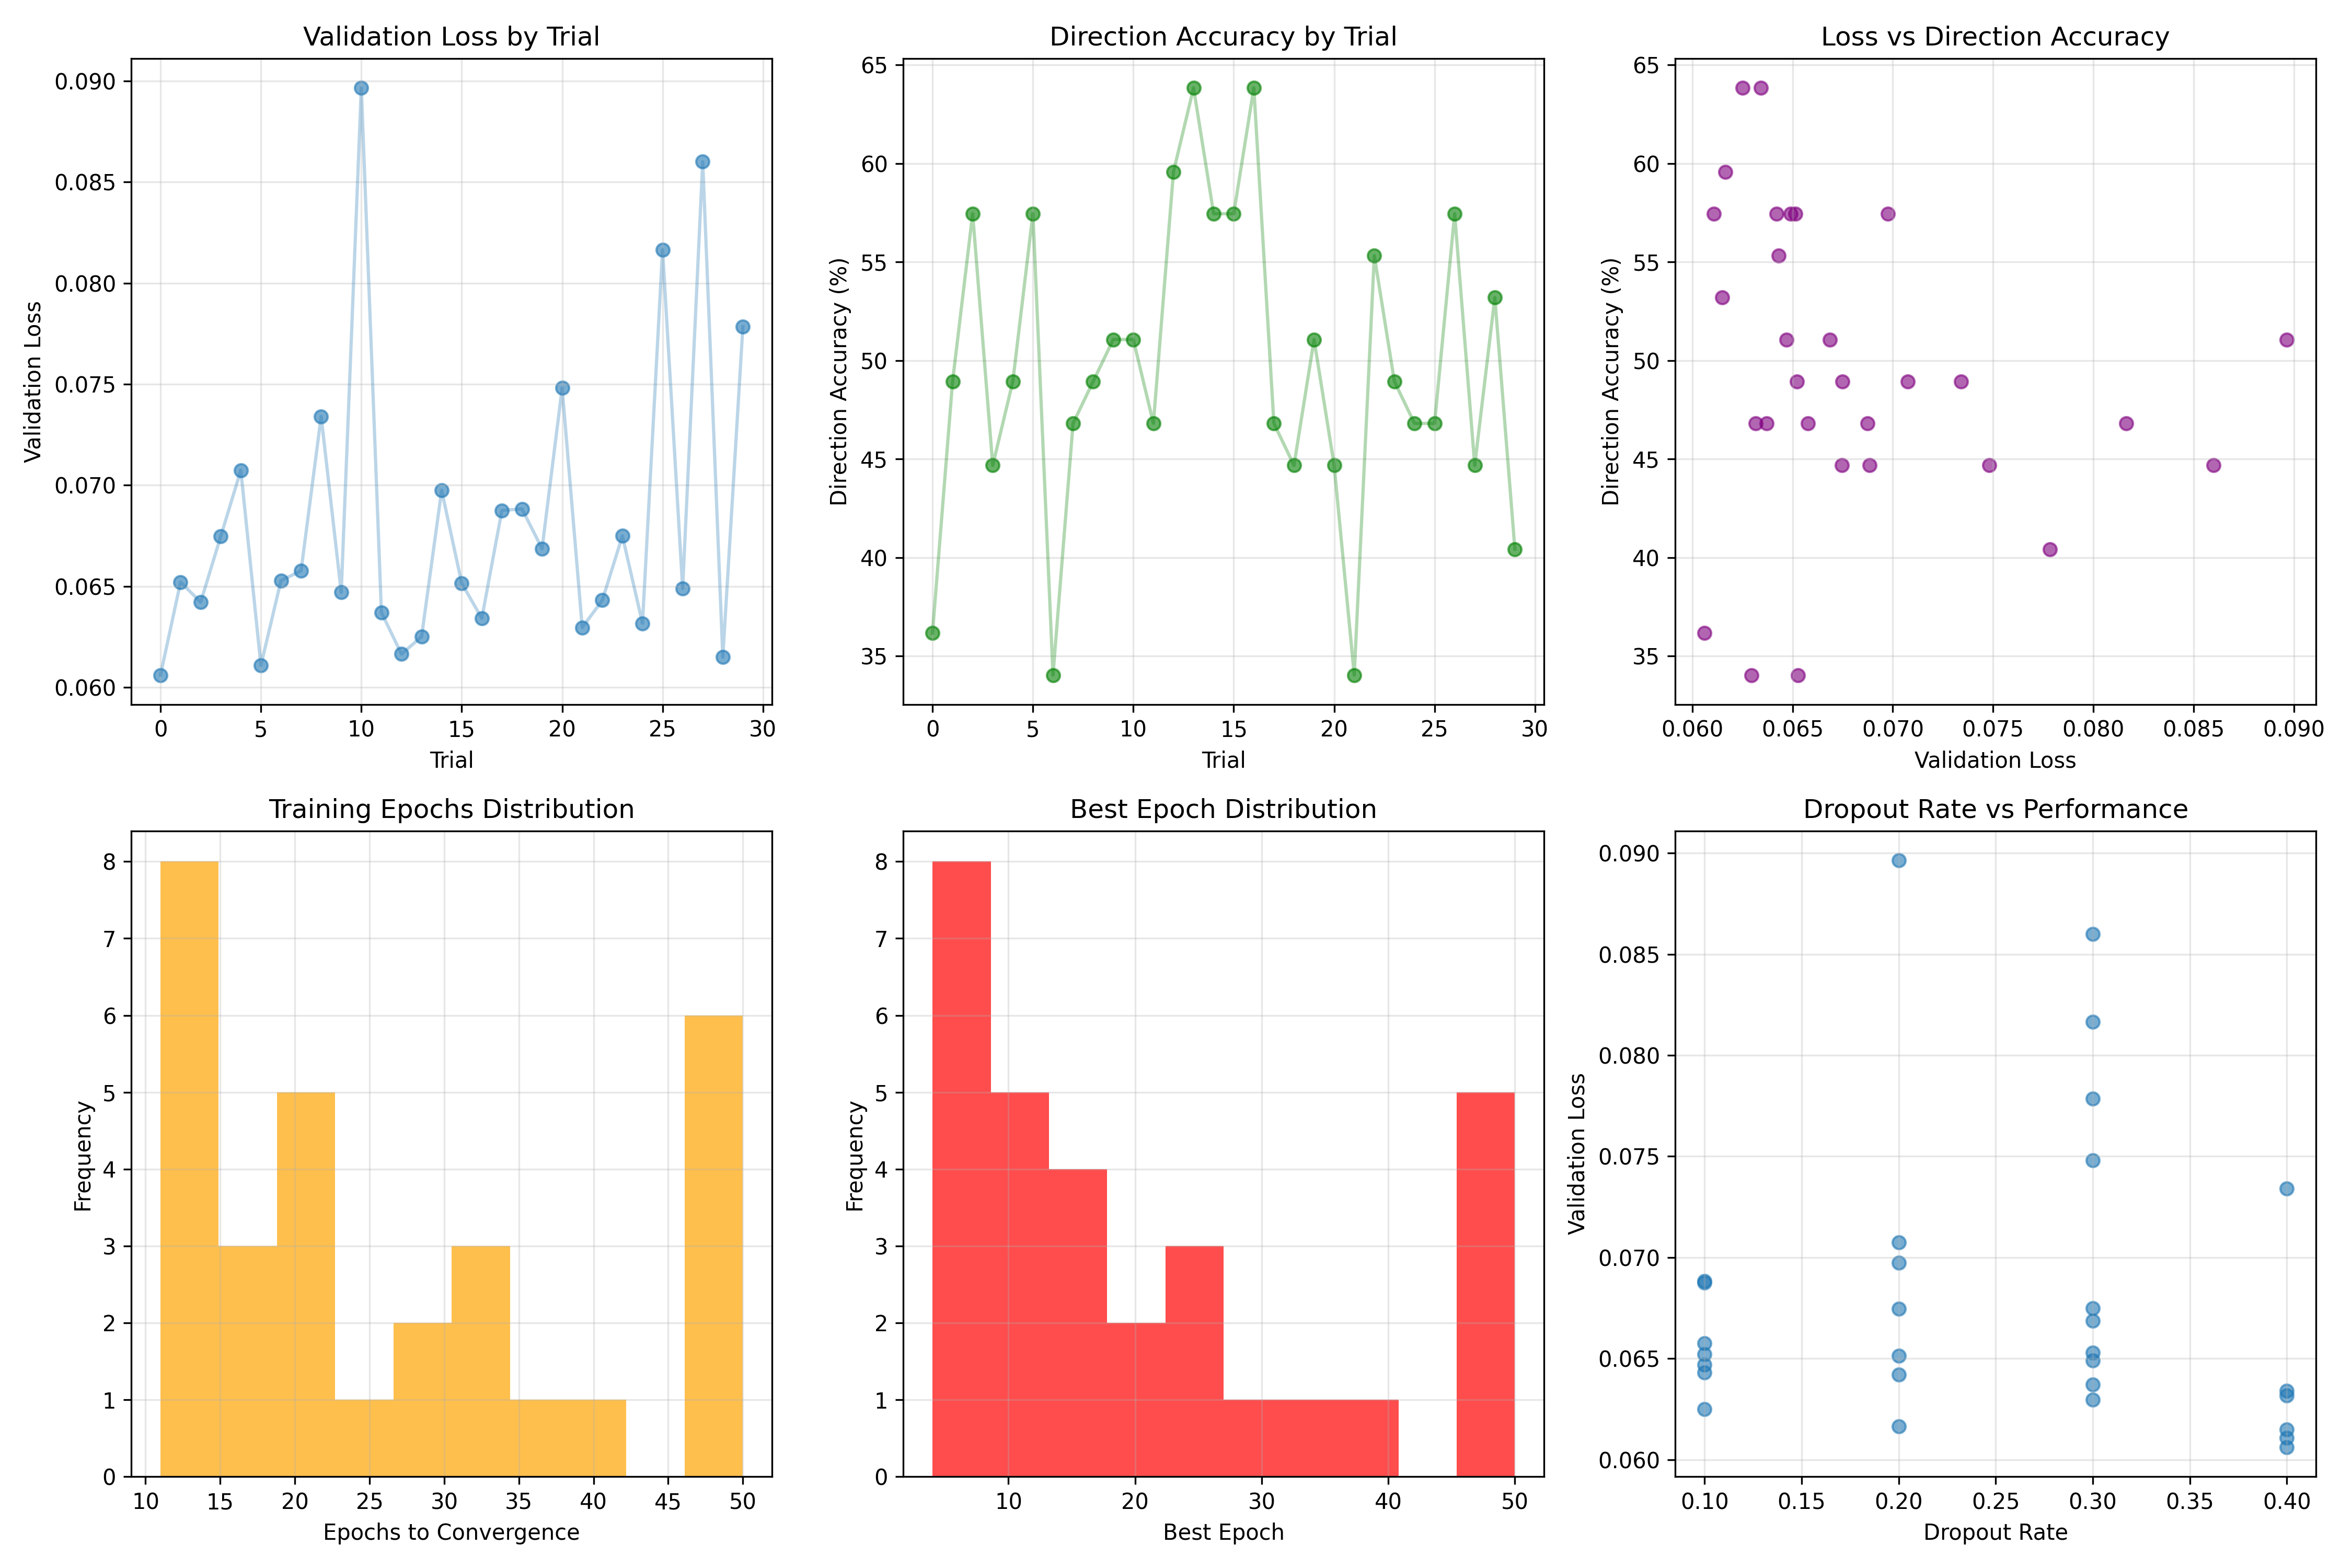 Validation Loss by Trial
Validation Loss
0.090
0.085
0.080
0.075
0.070
0.065
0.060
0 5 10 15 20 25 30
Trial
Direction Accuracy by Trial
Direction Accuracy (%)
65
60
55
50
45
40
35
0 5 10 15 20 25 30
Trial
Loss vs Direction Accuracy
Direction Accuracy (%)
65
60
55
50
45
40
35
0.060 0.065 0.070 0.075 0.080 0.085 0.090
Validation Loss
Training Epochs Distribution
Frequency
8
7
6
5
4
3
2
1
0
10 15 20 25 30 35 40 45 50
Epochs to Convergence
Best Epoch Distribution
Frequency
8
7
6
5
4
3
2
1
0
10 20 30 40 50
Best Epoch
Dropout Rate vs Performance
Validation Loss
0.090
0.085
0.080
0.075
0.070
0.065
0.060
0.10 0.15 0.20 0.25 0.30 0.35 0.40
Dropout Rate